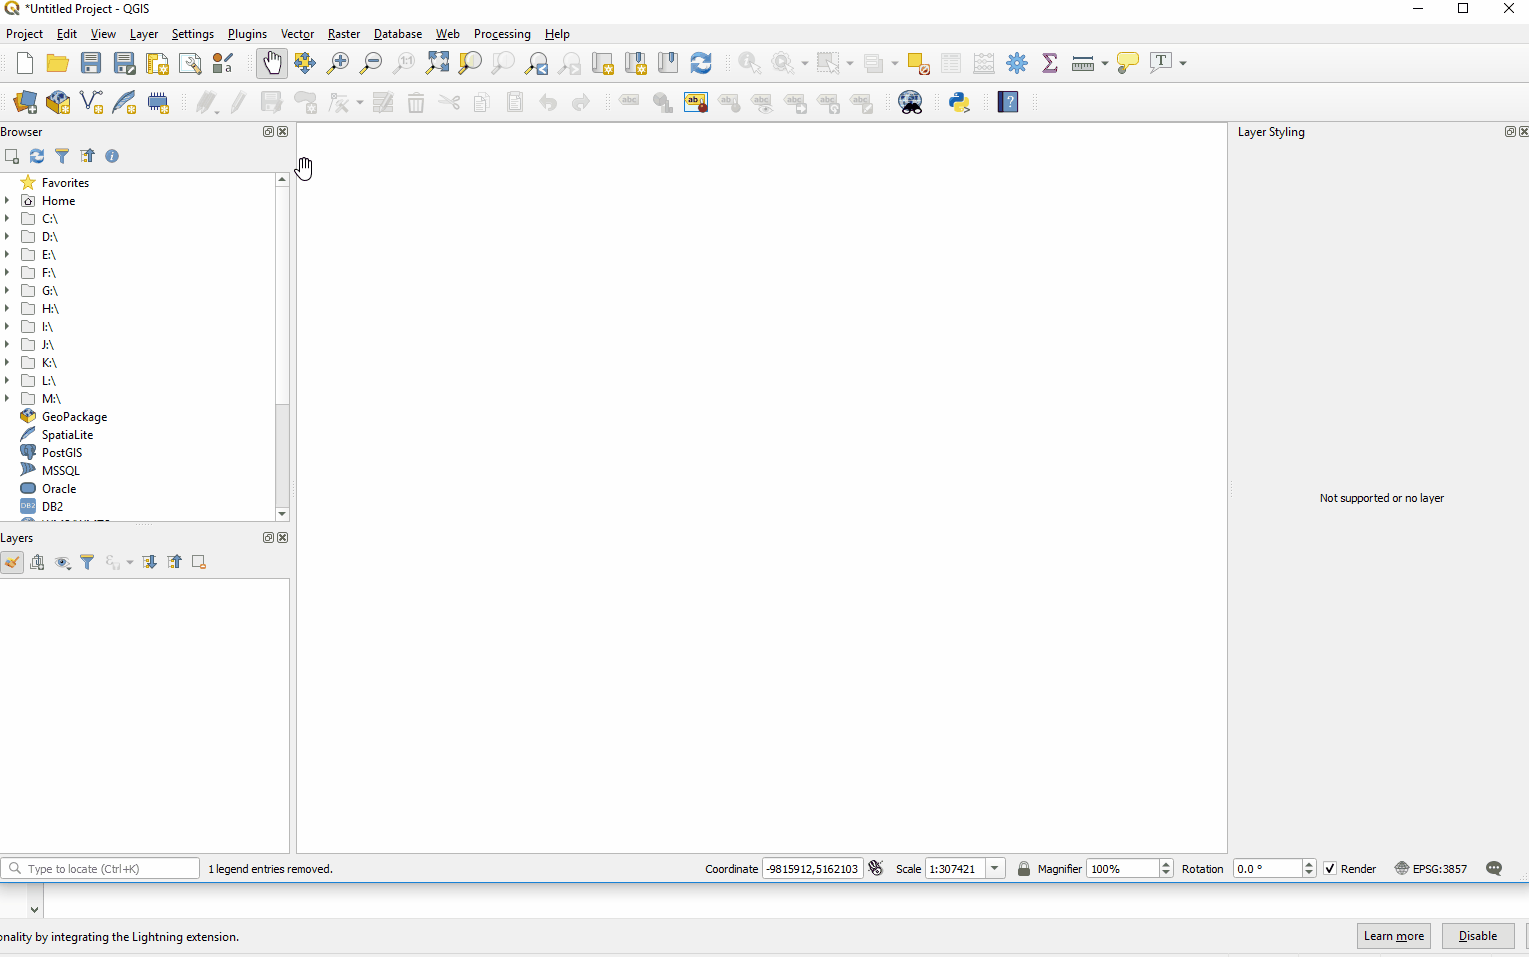 *Untitled Project - QGIS
Project Edit View Layer Settings Plugins Vector Raster Database Web Processing Help
Browser
Favorites
Home
C:\
D:\
E:\
F:\
G:\
H:\
I:\
J:\
K:\
L:\
M:\
GeoPackage
SpatiaLite
PostGIS
MSSQL
Oracle
DB2
Layers
Layer Styling
Not supported or no layer
Type to locate (Ctrl+K) 1 legend entries removed. Coordinate -9815912,5162103 Scale 1:307421 Magnifier 100% Rotation 0.0 ° Render EPSG:3857
onality by integrating the Lightning extension. Learn more Disable